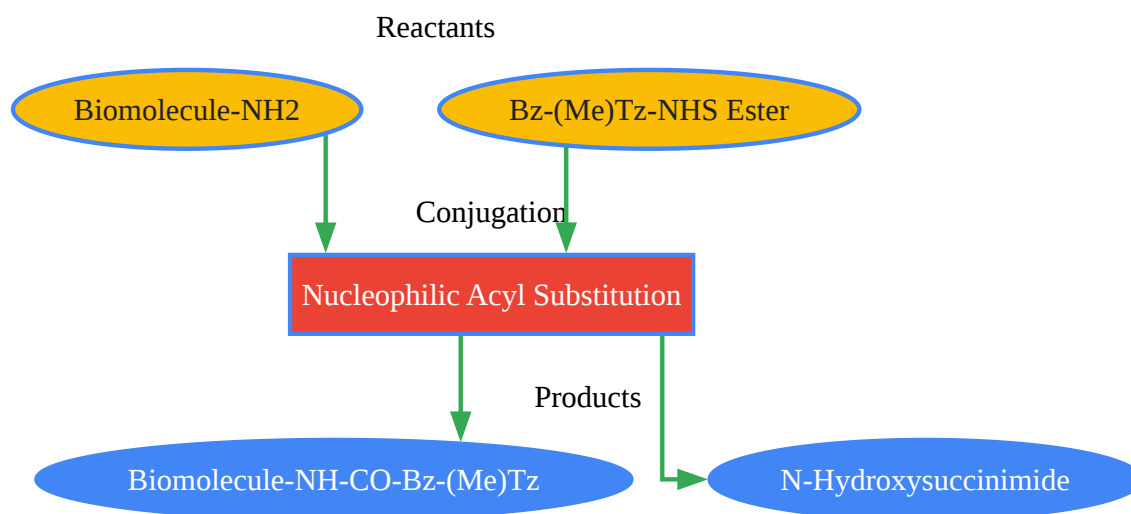 Reactants
Biomolecule-NH2
Bz-(Me)Tz-NHS Ester
Conjugation
Nucleophilic Acyl Substitution
Products
Biomolecule-NH-CO-Bz-(Me)Tz
N-Hydroxysuccinimide